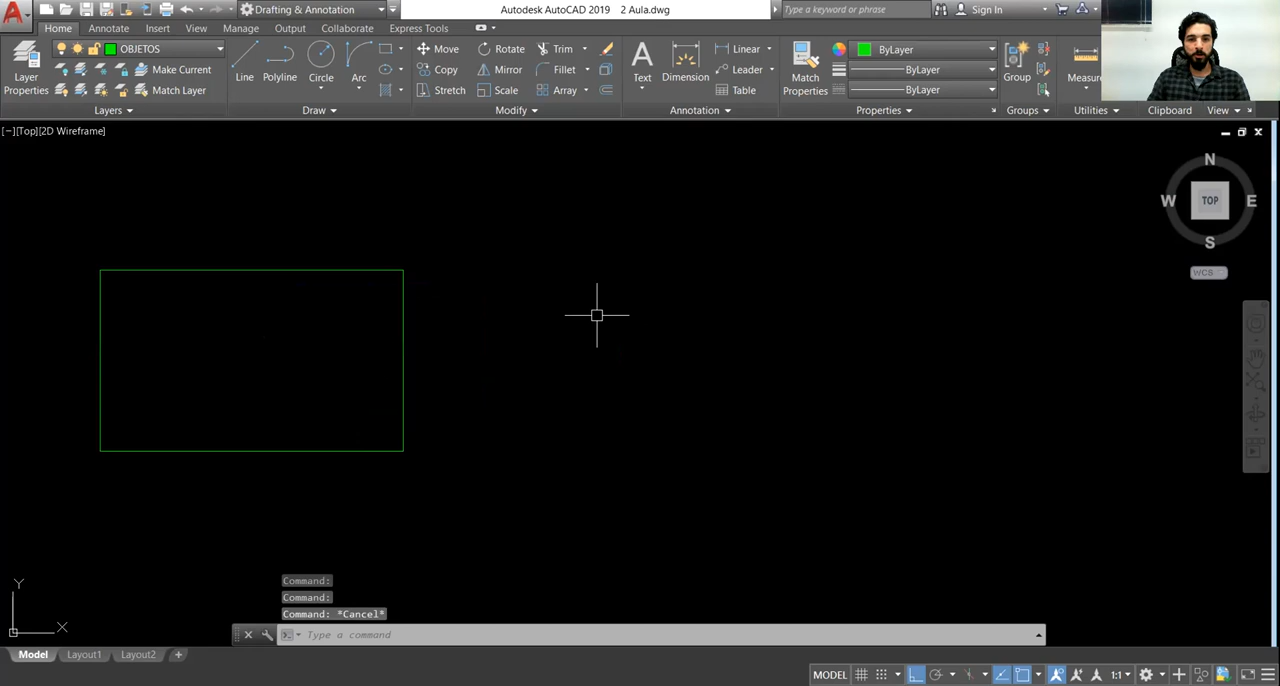 Drafting & Annotation
Autodesk AutoCAD 2019 2 Aula.dwg
Type a keyword or phrase
Sign In
Home Annotate Insert View Manage Output Collaborate Express Tools
Layer Properties
OBJETOS
Make Current
Match Layer
Layers
Line Polyline Circle Arc
Draw
Move Rotate Trim
Copy Mirror Fillet
Stretch Scale Array
Modify
Text Dimension
Linear
Leader
Table
Annotation
Match Properties
ByLayer
ByLayer
ByLayer
Properties
Group
Groups
Measure
Utilities
Clipboard
View
[−][Top][2D Wireframe]
N
W TOP E
S
WCS
Y
X
Command:
Command:
Command: *Cancel*
Type a command
Model Layout1 Layout2 +
MODEL 1:1